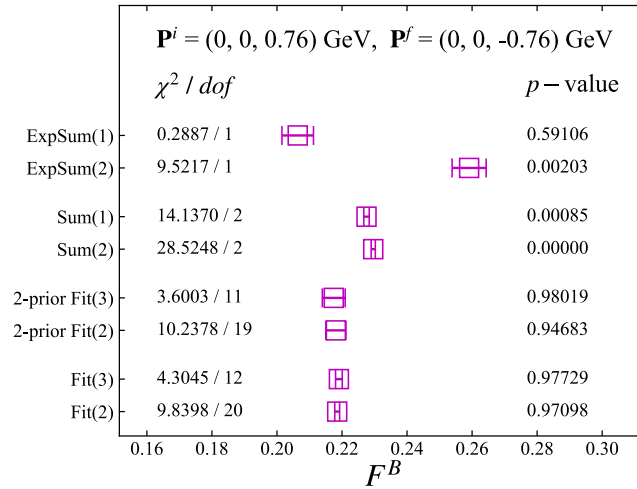 P^i = (0, 0, 0.76) GeV, P^f = (0, 0, -0.76) GeV
χ² / dof p − value
ExpSum(1) 0.2887 / 1 0.59106
ExpSum(2) 9.5217 / 1 0.00203
Sum(1) 14.1370 / 2 0.00085
Sum(2) 28.5248 / 2 0.00000
2-prior Fit(3) 3.6003 / 11 0.98019
2-prior Fit(2) 10.2378 / 19 0.94683
Fit(3) 4.3045 / 12 0.97729
Fit(2) 9.8398 / 20 0.97098
0.16 0.18 0.20 0.22 0.24 0.26 0.28 0.30
F^B